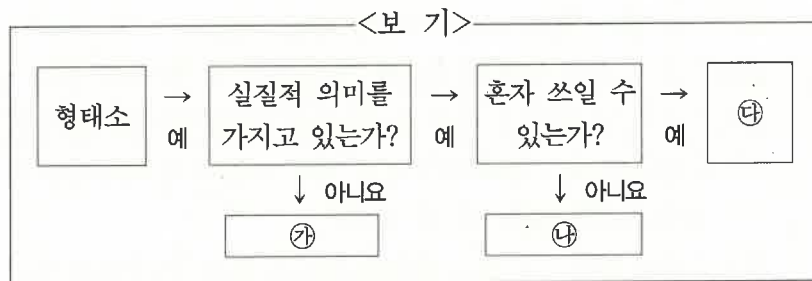 <보 기>
형태소 → 예 실질적 의미를 가지고 있는가? → 예 혼자 쓰일 수 있는가? → 예 ㉰
↓ 아니요 ↓ 아니요
㉮ ㉯